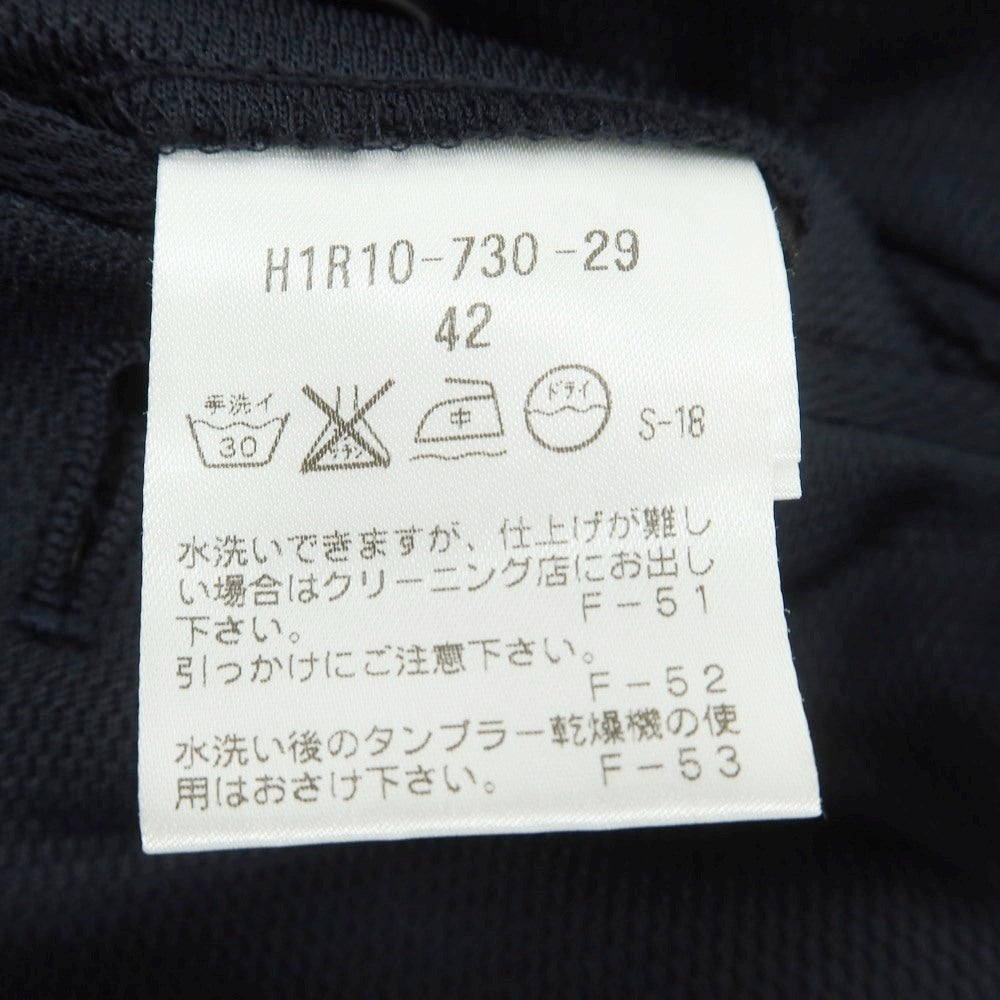 H1R10-730-29
42
手洗イ 30 エンソサラシ 中 ドライ S-18
水洗いできますが、仕上げが難し
い場合はクリーニング店にお出し
下さい。 F-51
引っかけにご注意下さい。
F-52
水洗い後のタンブラー乾燥機の使
用はおさけ下さい。 F-53